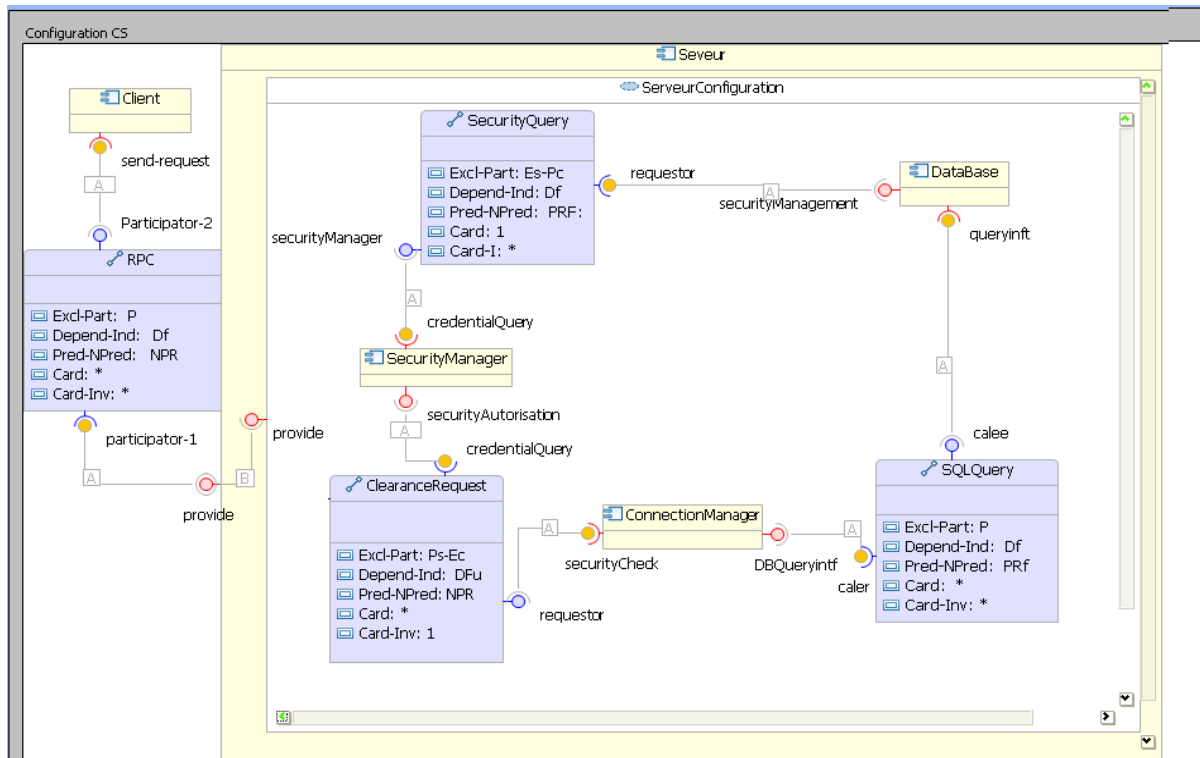 Configuration CS
Seveur
ServeurConfiguration
Client
send-request
A
Participator-2
RPC
Excl-Part: P
Depend-Ind: Df
Pred-NPred: NPR
Card: *
Card-Inv: *
participator-1
A
provide
B
provide
SecurityQuery
Excl-Part: Es-Pc
Depend-Ind: Df
Pred-NPred: PRF:
Card: 1
Card-I: *
requestor
A
securityManagement
DataBase
queryinft
securityManager
A
credentialQuery
SecurityManager
securityAutorisation
A
credentialQuery
ClearanceRequest
Excl-Part: Ps-Ec
Depend-Ind: DFu
Pred-NPred: NPR
Card: *
Card-Inv: 1
requestor
A
securityCheck
ConnectionManager
DBQueryintf
A
caler
A
calee
SQLQuery
Excl-Part: P
Depend-Ind: Df
Pred-NPred: PRf
Card: *
Card-Inv: *